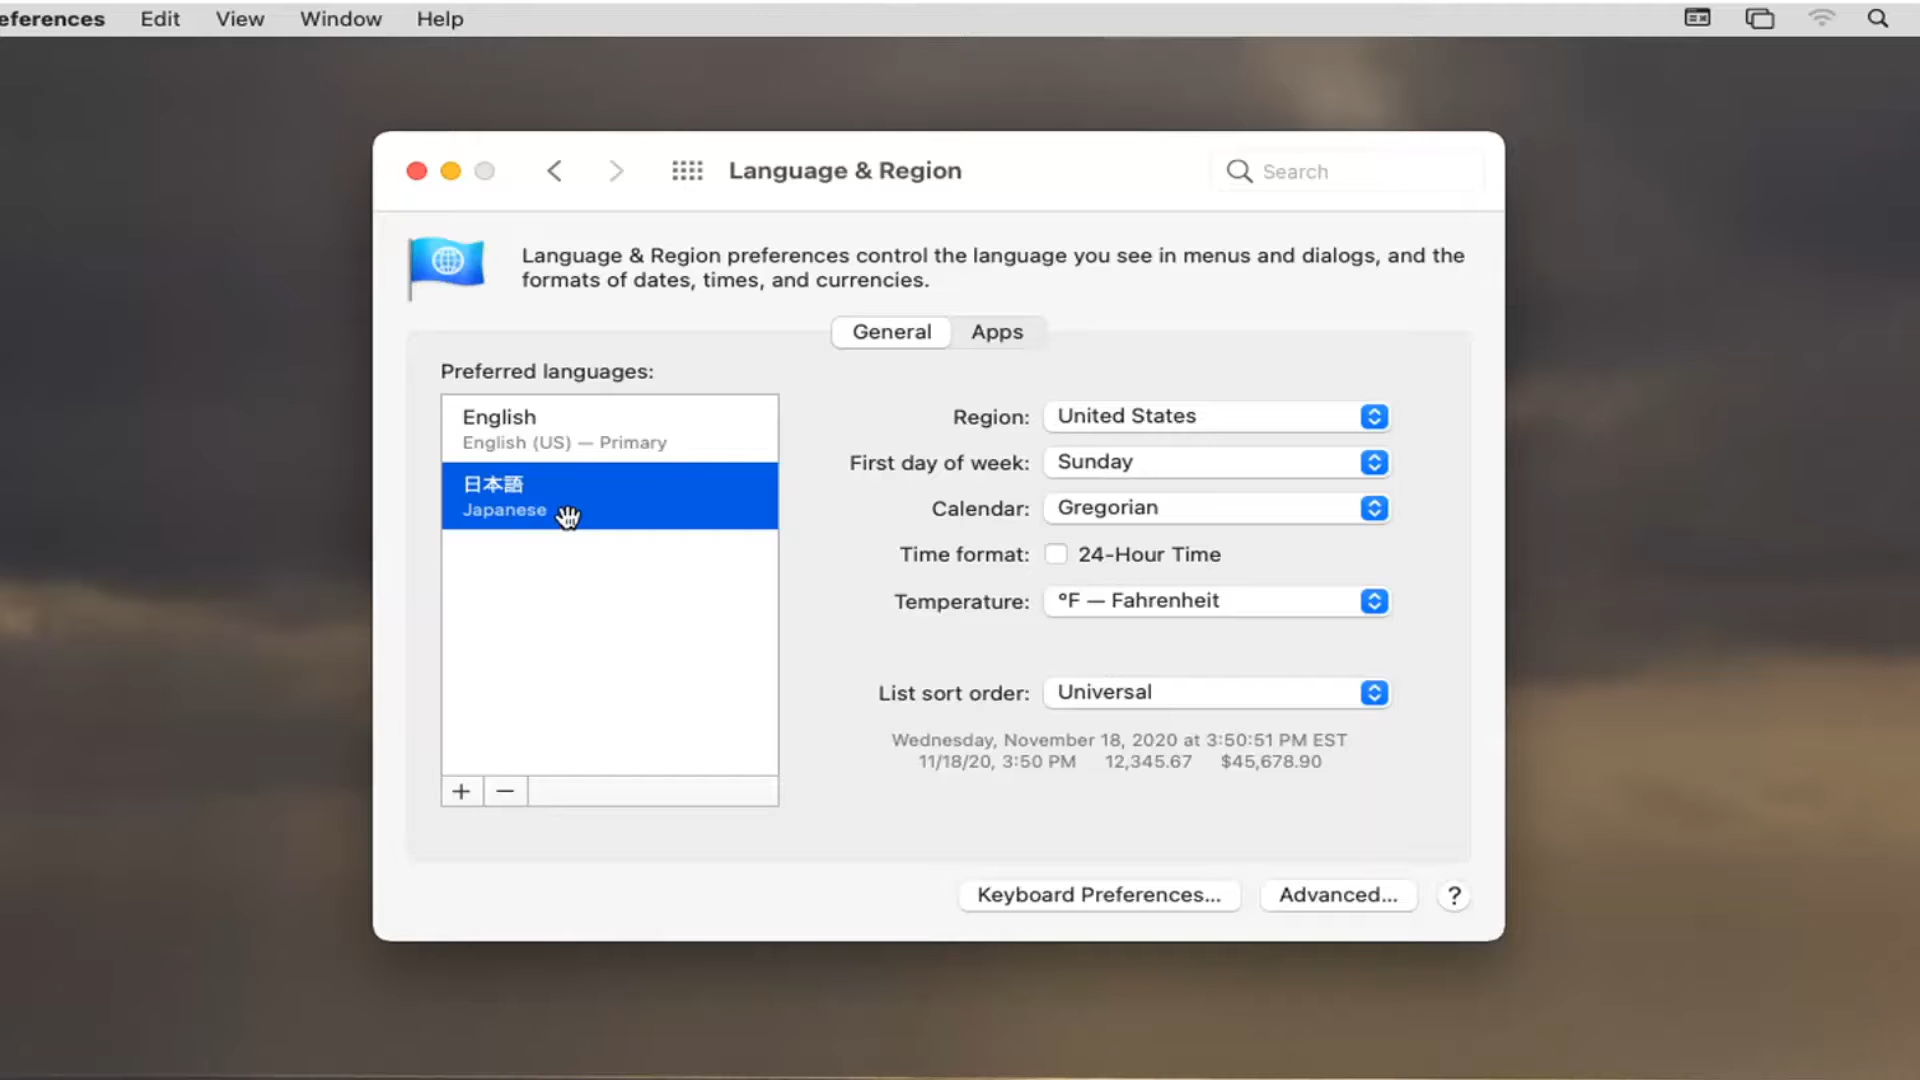 eferences Edit View Window Help
Language & Region
Search
Language & Region preferences control the language you see in menus and dialogs, and the
formats of dates, times, and currencies.
General Apps
Preferred languages:
English
English (US) — Primary
日本語
Japanese
+ −
Region: United States
First day of week: Sunday
Calendar: Gregorian
Time format: 24-Hour Time
Temperature: °F — Fahrenheit
List sort order: Universal
Wednesday, November 18, 2020 at 3:50:51 PM EST
11/18/20, 3:50 PM 12,345.67 $45,678.90
Keyboard Preferences... Advanced... ?